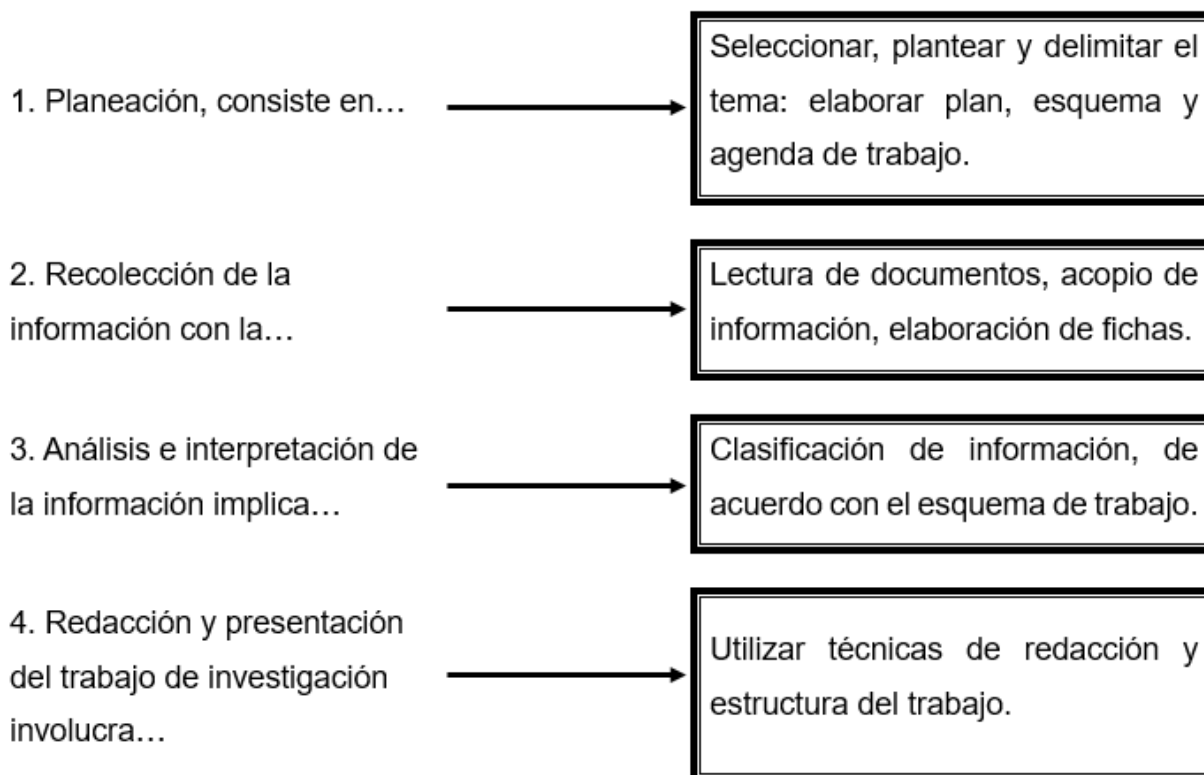 1. Planeación, consiste en…
Seleccionar, plantear y delimitar el
tema: elaborar plan, esquema y
agenda de trabajo.
2. Recolección de la
información con la…
Lectura de documentos, acopio de
información, elaboración de fichas.
3. Análisis e interpretación de
la información implica…
Clasificación de información, de
acuerdo con el esquema de trabajo.
4. Redacción y presentación
del trabajo de investigación
involucra…
Utilizar técnicas de redacción y
estructura del trabajo.